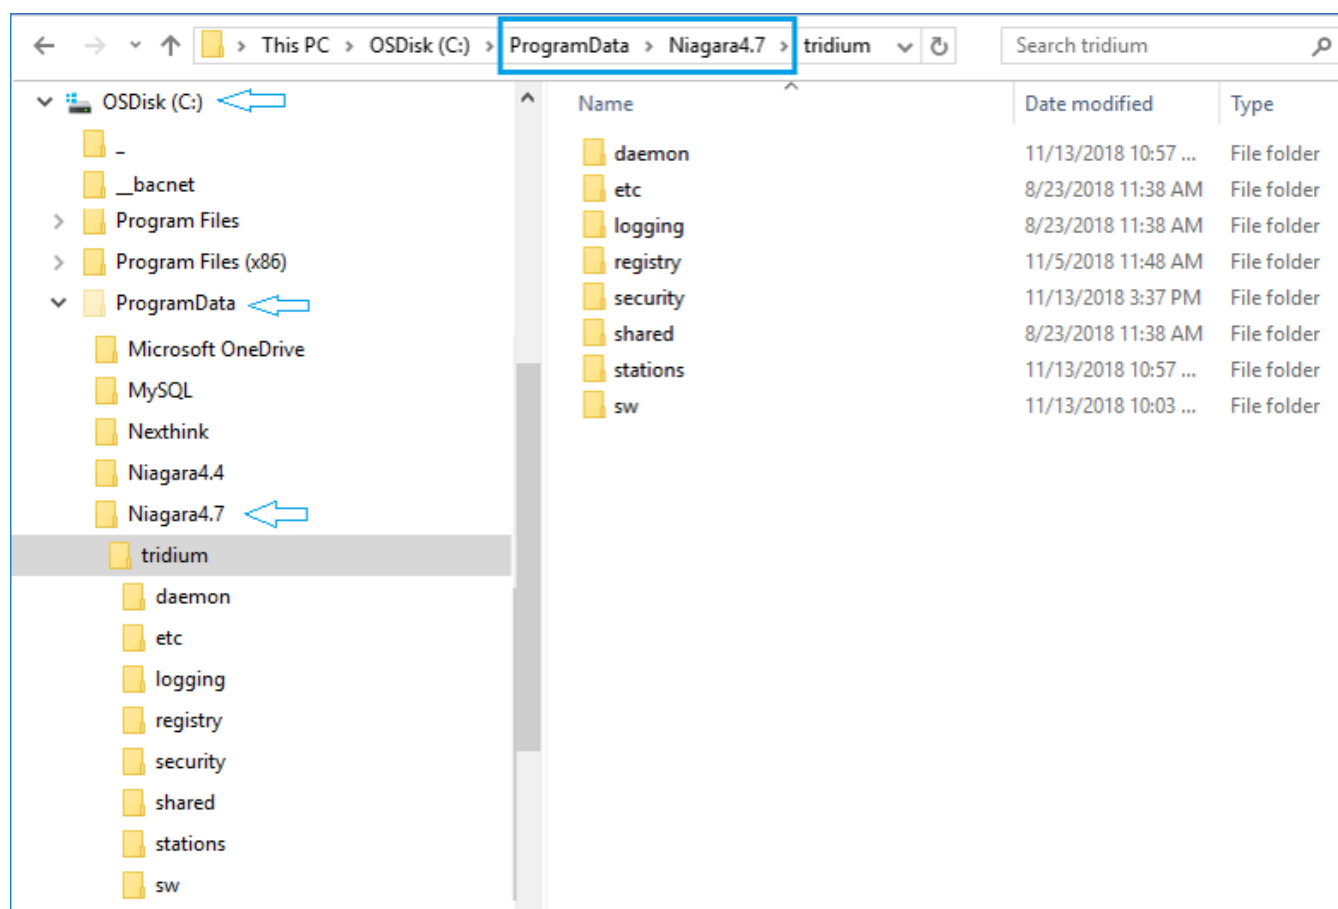 This PC > OSDisk (C:) > ProgramData > Niagara4.7 > tridium
Search tridium
OSDisk (C:)
_
__bacnet
Program Files
Program Files (x86)
ProgramData
Microsoft OneDrive
MySQL
Nexthink
Niagara4.4
Niagara4.7
tridium
daemon
etc
logging
registry
security
shared
stations
sw
Name Date modified Type
daemon 11/13/2018 10:57 ... File folder
etc 8/23/2018 11:38 AM File folder
logging 8/23/2018 11:38 AM File folder
registry 11/5/2018 11:48 AM File folder
security 11/13/2018 3:37 PM File folder
shared 8/23/2018 11:38 AM File folder
stations 11/13/2018 10:57 ... File folder
sw 11/13/2018 10:03 ... File folder